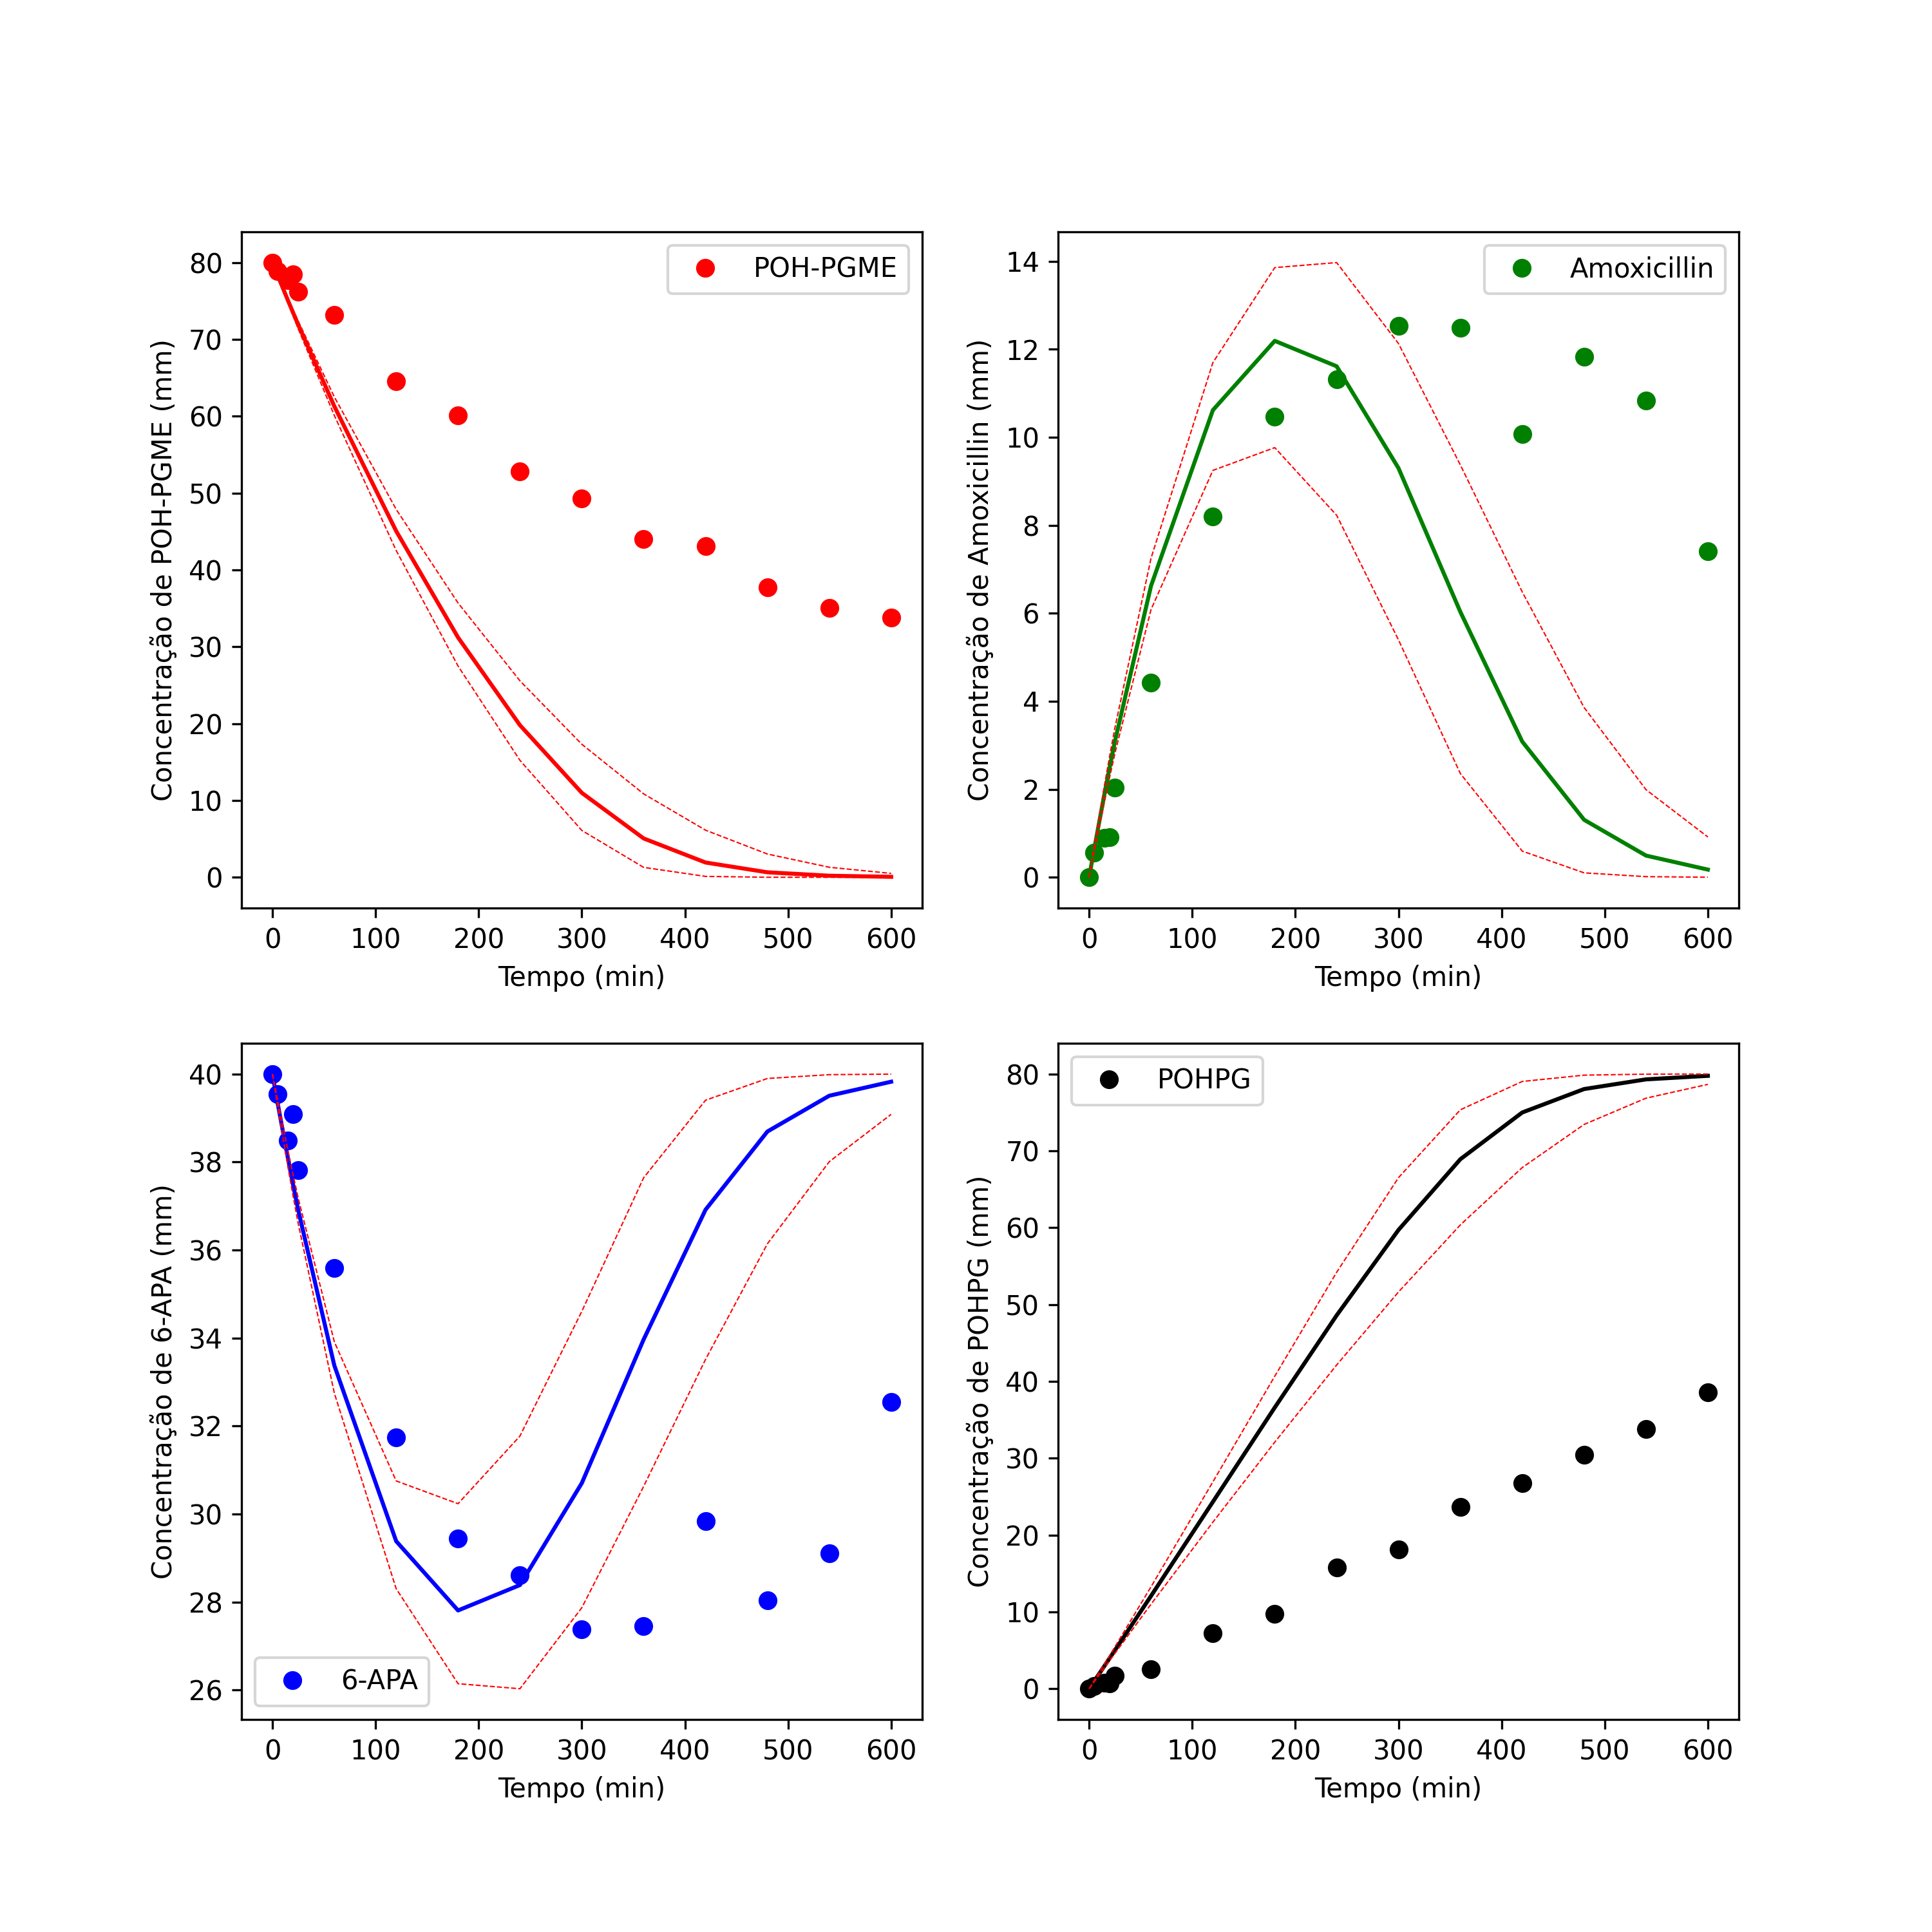 POH-PGME
Concentração de POH-PGME (mm)
80
70
60
50
40
30
20
10
0
0 100 200 300 400 500 600
Tempo (min)
Amoxicillin
Concentração de Amoxicillin (mm)
14
12
10
8
6
4
2
0
0 100 200 300 400 500 600
Tempo (min)
6-APA
Concentração de 6-APA (mm)
40
38
36
34
32
30
28
26
0 100 200 300 400 500 600
Tempo (min)
POHPG
Concentração de POHPG (mm)
80
70
60
50
40
30
20
10
0
0 100 200 300 400 500 600
Tempo (min)